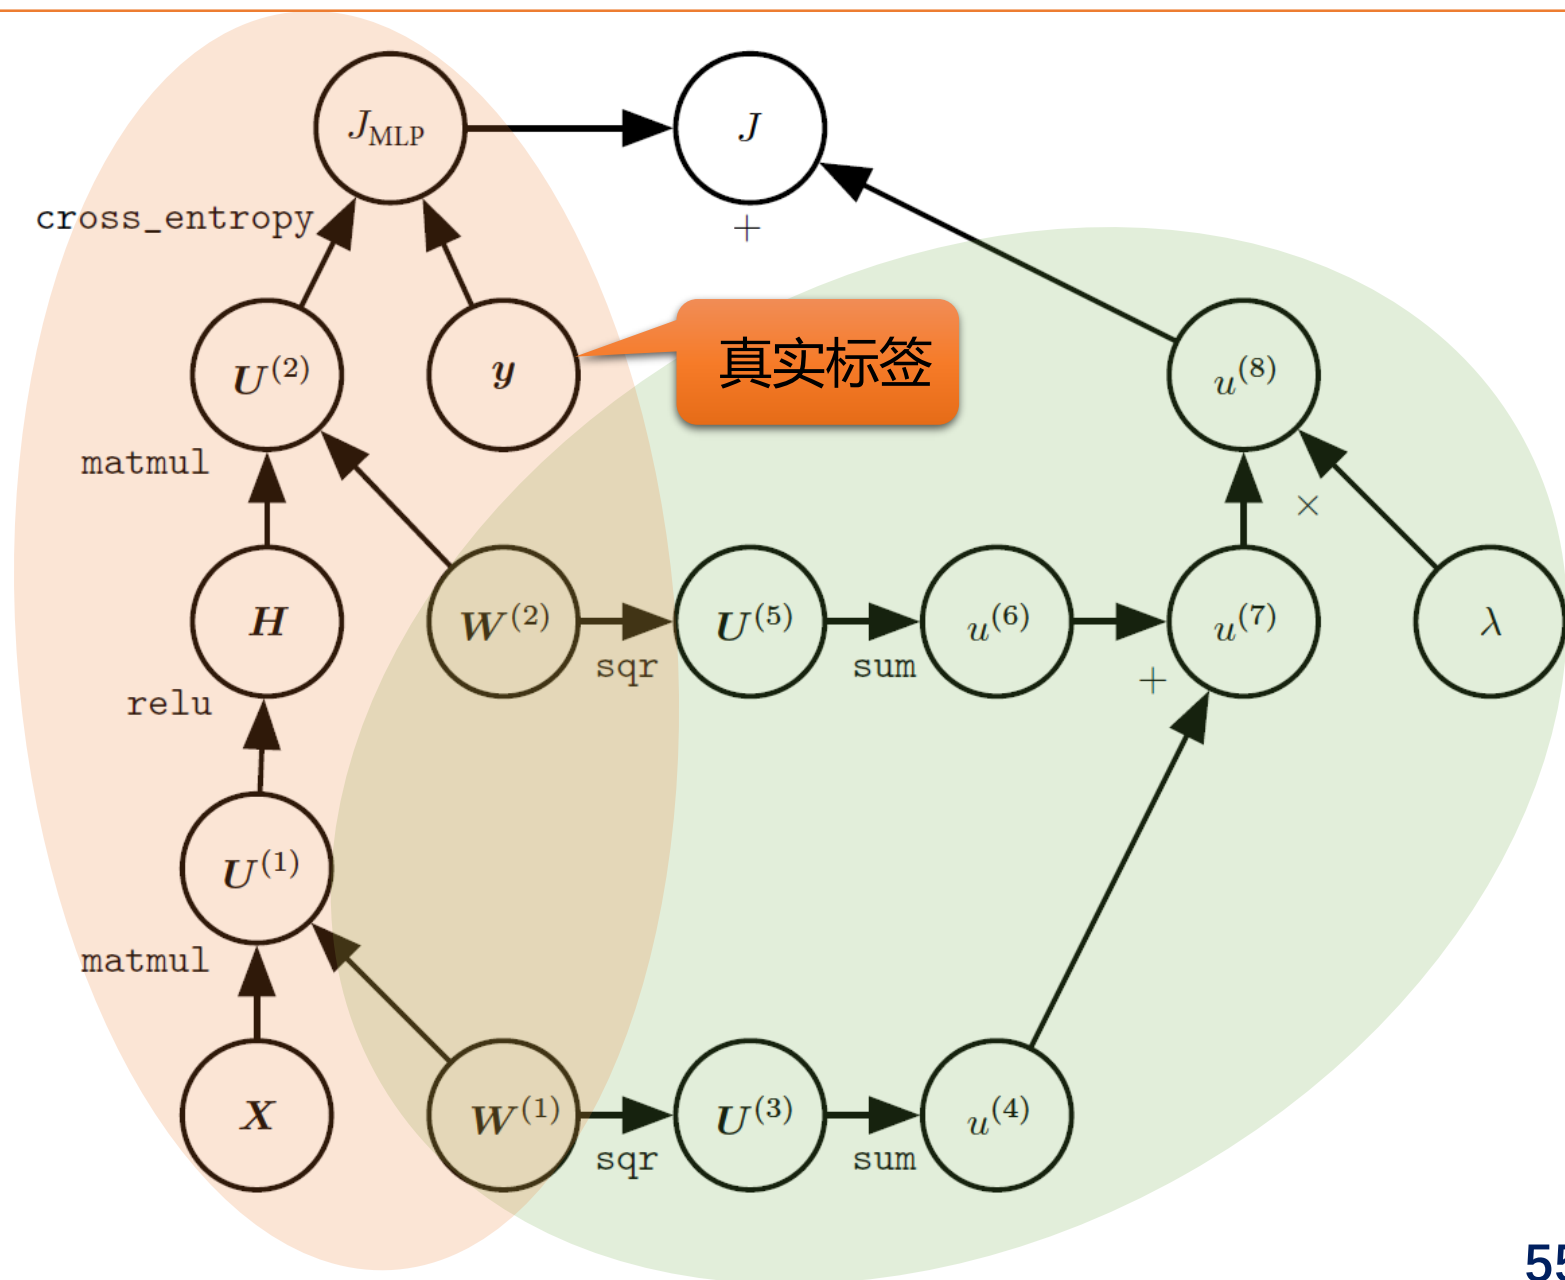 J_MLP
J
cross_entropy
+
U^(2)
y
真实标签
u^(8)
matmul
×
H
W^(2)
U^(5)
u^(6)
u^(7)
λ
sqr
sum
+
relu
U^(1)
matmul
X
W^(1)
U^(3)
u^(4)
sqr
sum
55